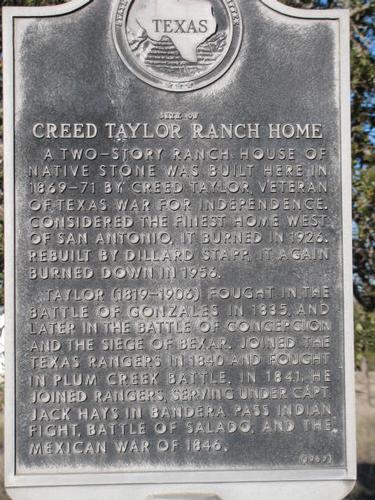 TEXAS
SITE OF
CREED TAYLOR RANCH HOME
A TWO-STORY RANCH HOUSE OF
NATIVE STONE WAS BUILT HERE IN
1869-71 BY CREED TAYLOR, VETERAN
OF TEXAS WAR FOR INDEPENDENCE.
CONSIDERED THE FINEST HOME WEST
OF SAN ANTONIO, IT BURNED IN 1926.
REBUILT BY DILLARD STAPP, IT AGAIN
BURNED DOWN IN 1956.
TAYLOR (1819-1906) FOUGHT IN THE
BATTLE OF GONZALES IN 1835, AND
LATER IN THE BATTLE OF CONCEPCION
AND THE SIEGE OF BEXAR. JOINED THE
TEXAS RANGERS IN 1840 AND FOUGHT
IN PLUM CREEK BATTLE. IN 1841, HE
JOINED RANGERS, SERVING UNDER CAPT.
JACK HAYS IN BANDERA PASS INDIAN
FIGHT, BATTLE OF SALADO, AND THE
MEXICAN WAR OF 1846.
(1967)